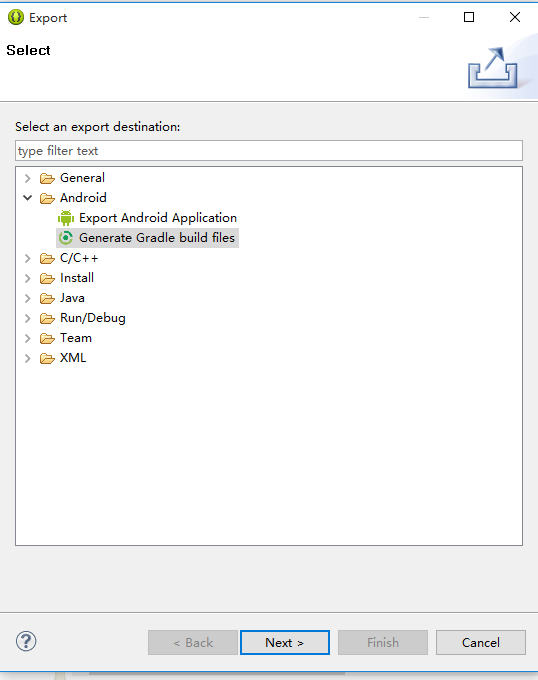 Export
Select
Select an export destination:
type filter text
General
Android
Export Android Application
Generate Gradle build files
C/C++
Install
Java
Run/Debug
Team
XML
?
< Back
Next >
Finish
Cancel